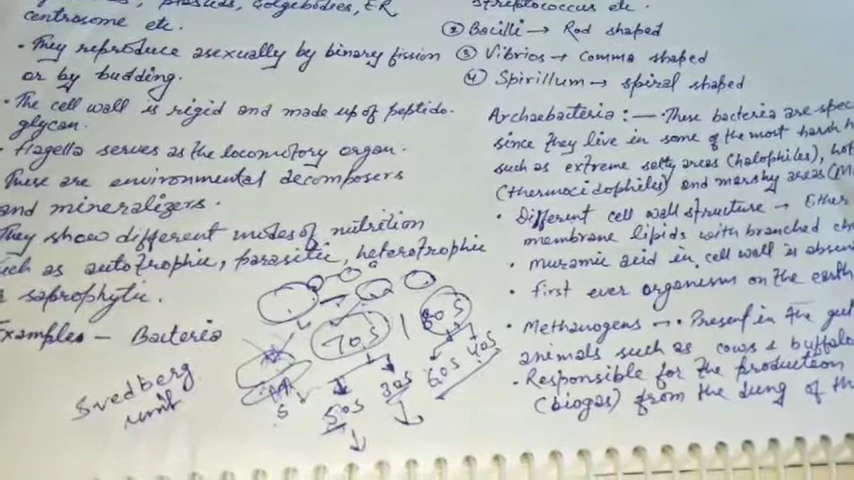 plastids, Golgebodies, E.R,
centrosome etc.
• They reproduce asexually by binary fission
or by budding.
• The cell wall is rigid and made up of peptido-
glycan.
• flagella serves as the locomotory organ.
These are environmental decomposers
and mineralizers.
They show different modes of nutrition
such as autotrophic, parasitic, heterotrophic
& saprophytic.
Examples — Bacteria
Svedberg
unit
70s | 80s
50s 30s 60s 40s
S
Streptococcus etc.
② Bacilli → Rod shaped
③ Vibrios → comma shaped
④ Spirillum → spiral shaped
Archaebacteria : — These bacteria are spec
since they live in some of the most harsh h
such as extreme salty areas (halophiles), hot
(thermocidophiles) and marshy areas (M
• Different cell wall structure → Ether
membrane lipids with branched ch
• muramic acid in cell wall is absent
• first ever organisms on the earth
• Methanogens → • Present in the gut
animals such as cows & buffalo
• Responsible for the production
(biogas) from the dung of th